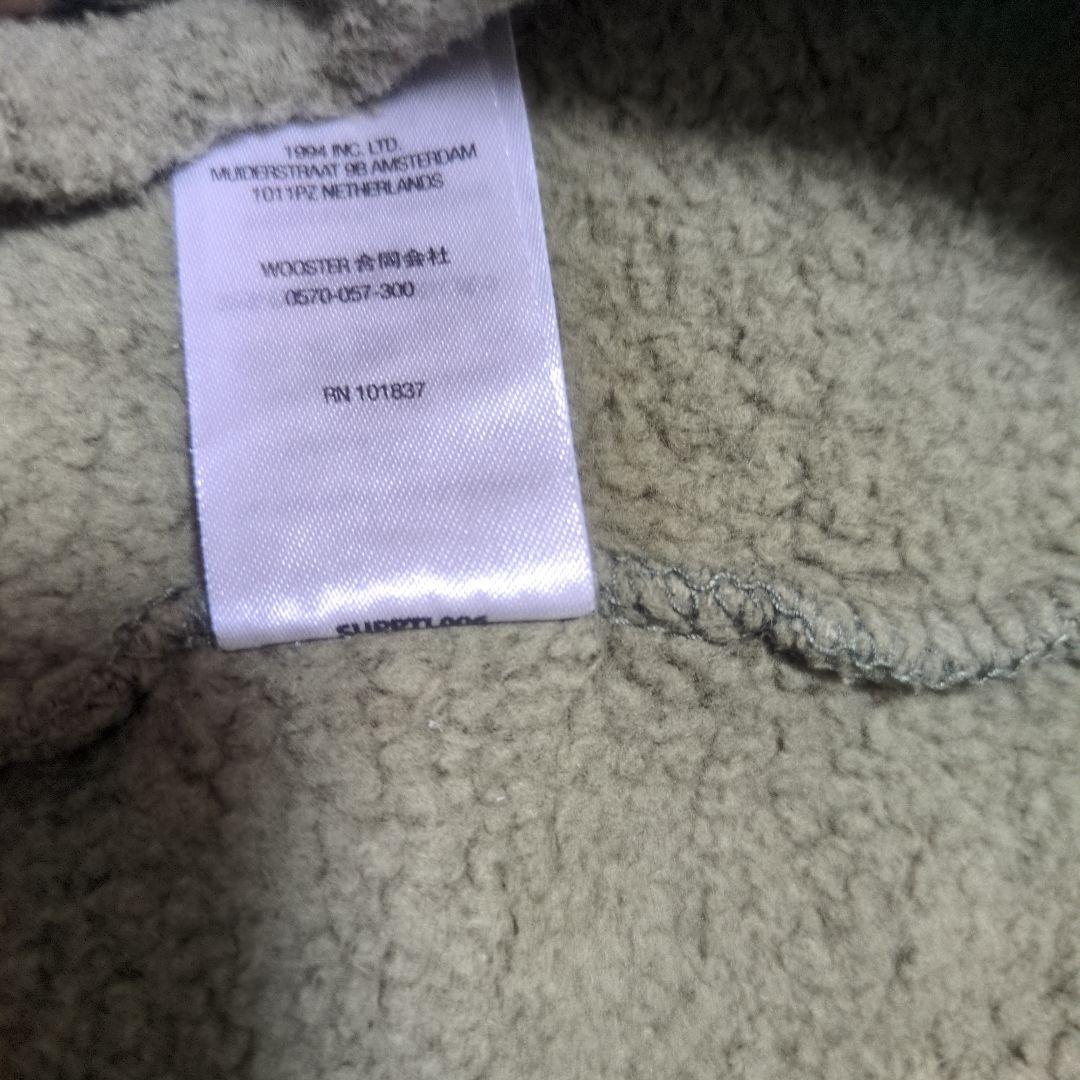 1994 INC. LTD.
MUIDERSTRAAT 9B AMSTERDAM
1011PZ NETHERLANDS
WOOSTER 合同会社
0570-057-300
RN 101837